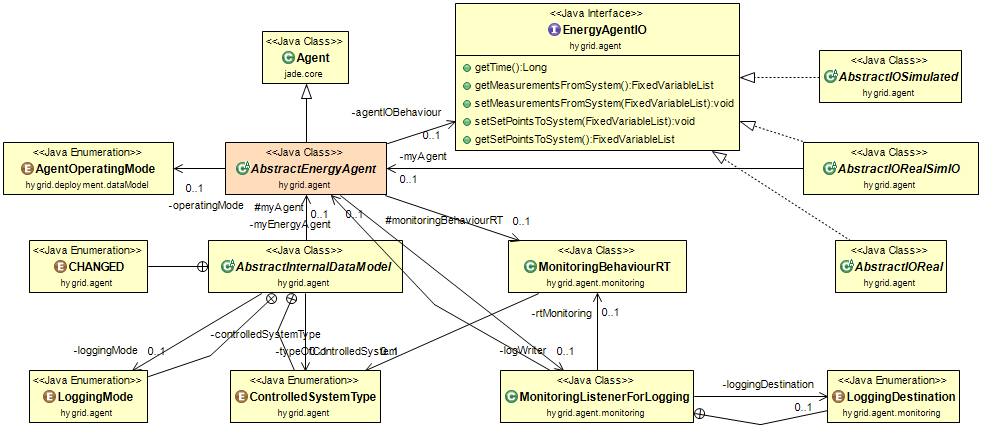 <<Java Interface>>
EnergyAgentIO
hygrid.agent
getTime():Long
getMeasurementsFromSystem():FixedVariableList
setMeasurementsFromSystem(FixedVariableList):void
setSetPointsToSystem(FixedVariableList):void
getSetPointsToSystem():FixedVariableList
<<Java Class>>
Agent
jade.core
<<Java Class>>
AbstractIOSimulated
hygrid.agent
-agentIOBehaviour
0..1
<<Java Enumeration>>
AgentOperatingMode
hygrid.deployment.dataModel
<<Java Class>>
AbstractEnergyAgent
hygrid.agent
-myAgent
0..1
<<Java Class>>
AbstractIORealSimIO
hygrid.agent
0..1
-operatingMode
#myAgent
0..1
0..1
-myEnergyAgent
#monitoringBehaviourRT
0..1
<<Java Enumeration>>
CHANGED
hygrid.agent
<<Java Class>>
AbstractInternalDataModel
hygrid.agent
<<Java Class>>
MonitoringBehaviourRT
hygrid.agent.monitoring
<<Java Class>>
AbstractIOReal
hygrid.agent
-rtMonitoring
0..1
-controlledSystemType
-loggingMode
0..1
-typeOfControlledSystem
0..1
0..1
-logWriter
0..1
<<Java Enumeration>>
LoggingMode
hygrid.agent
<<Java Enumeration>>
ControlledSystemType
hygrid.agent
<<Java Class>>
MonitoringListenerForLogging
hygrid.agent.monitoring
-loggingDestination
0..1
<<Java Enumeration>>
LoggingDestination
hygrid.agent.monitoring